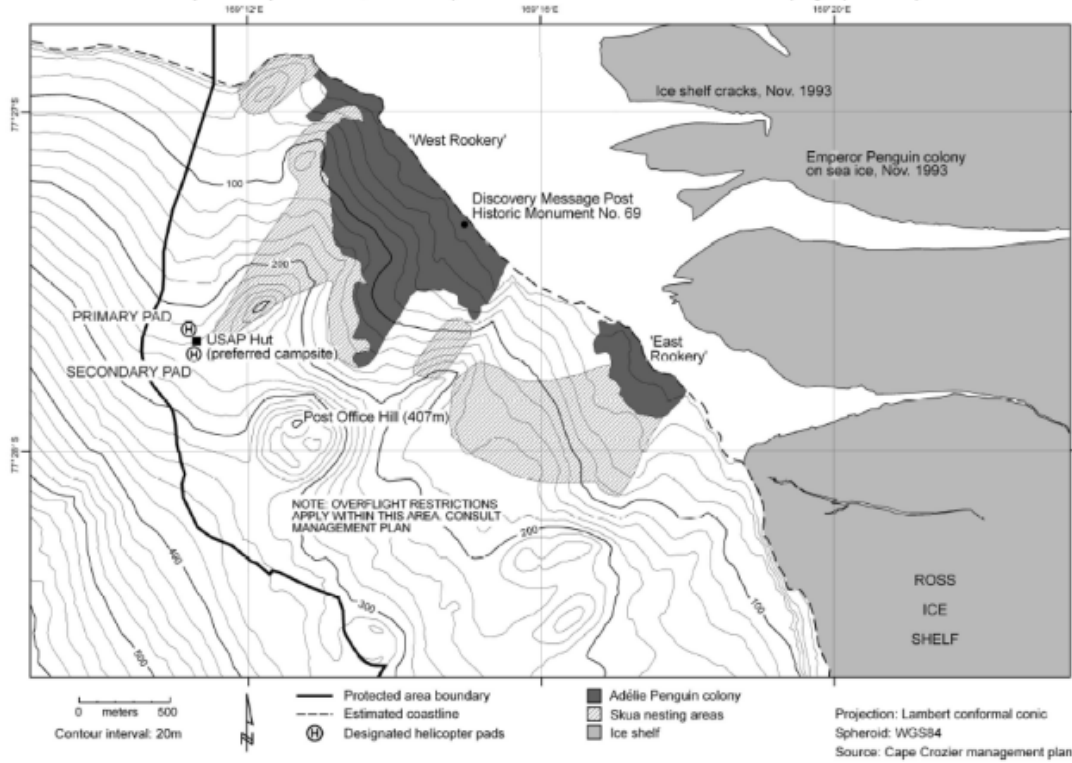 169°12'E
169°16'E
169°20'E
77°27'S
Ice shelf cracks, Nov. 1993
'West Rookery'
Emperor Penguin colony
on sea ice, Nov. 1993
100
Discovery Message Post
Historic Monument No. 69
200
PRIMARY PAD
H
USAP Hut
(preferred campsite)
H
SECONDARY PAD
'East
Rookery'
Post Office Hill (407m)
77°28'S
NOTE: OVERFLIGHT RESTRICTIONS
APPLY WITHIN THIS AREA. CONSULT
MANAGEMENT PLAN
200
400
300
100
500
ROSS
ICE
SHELF
0 meters 500
Contour interval: 20m
N
Protected area boundary
Estimated coastline
H Designated helicopter pads
Adélie Penguin colony
Skua nesting areas
Ice shelf
Projection: Lambert conformal conic
Spheroid: WGS84
Source: Cape Crozier management plan